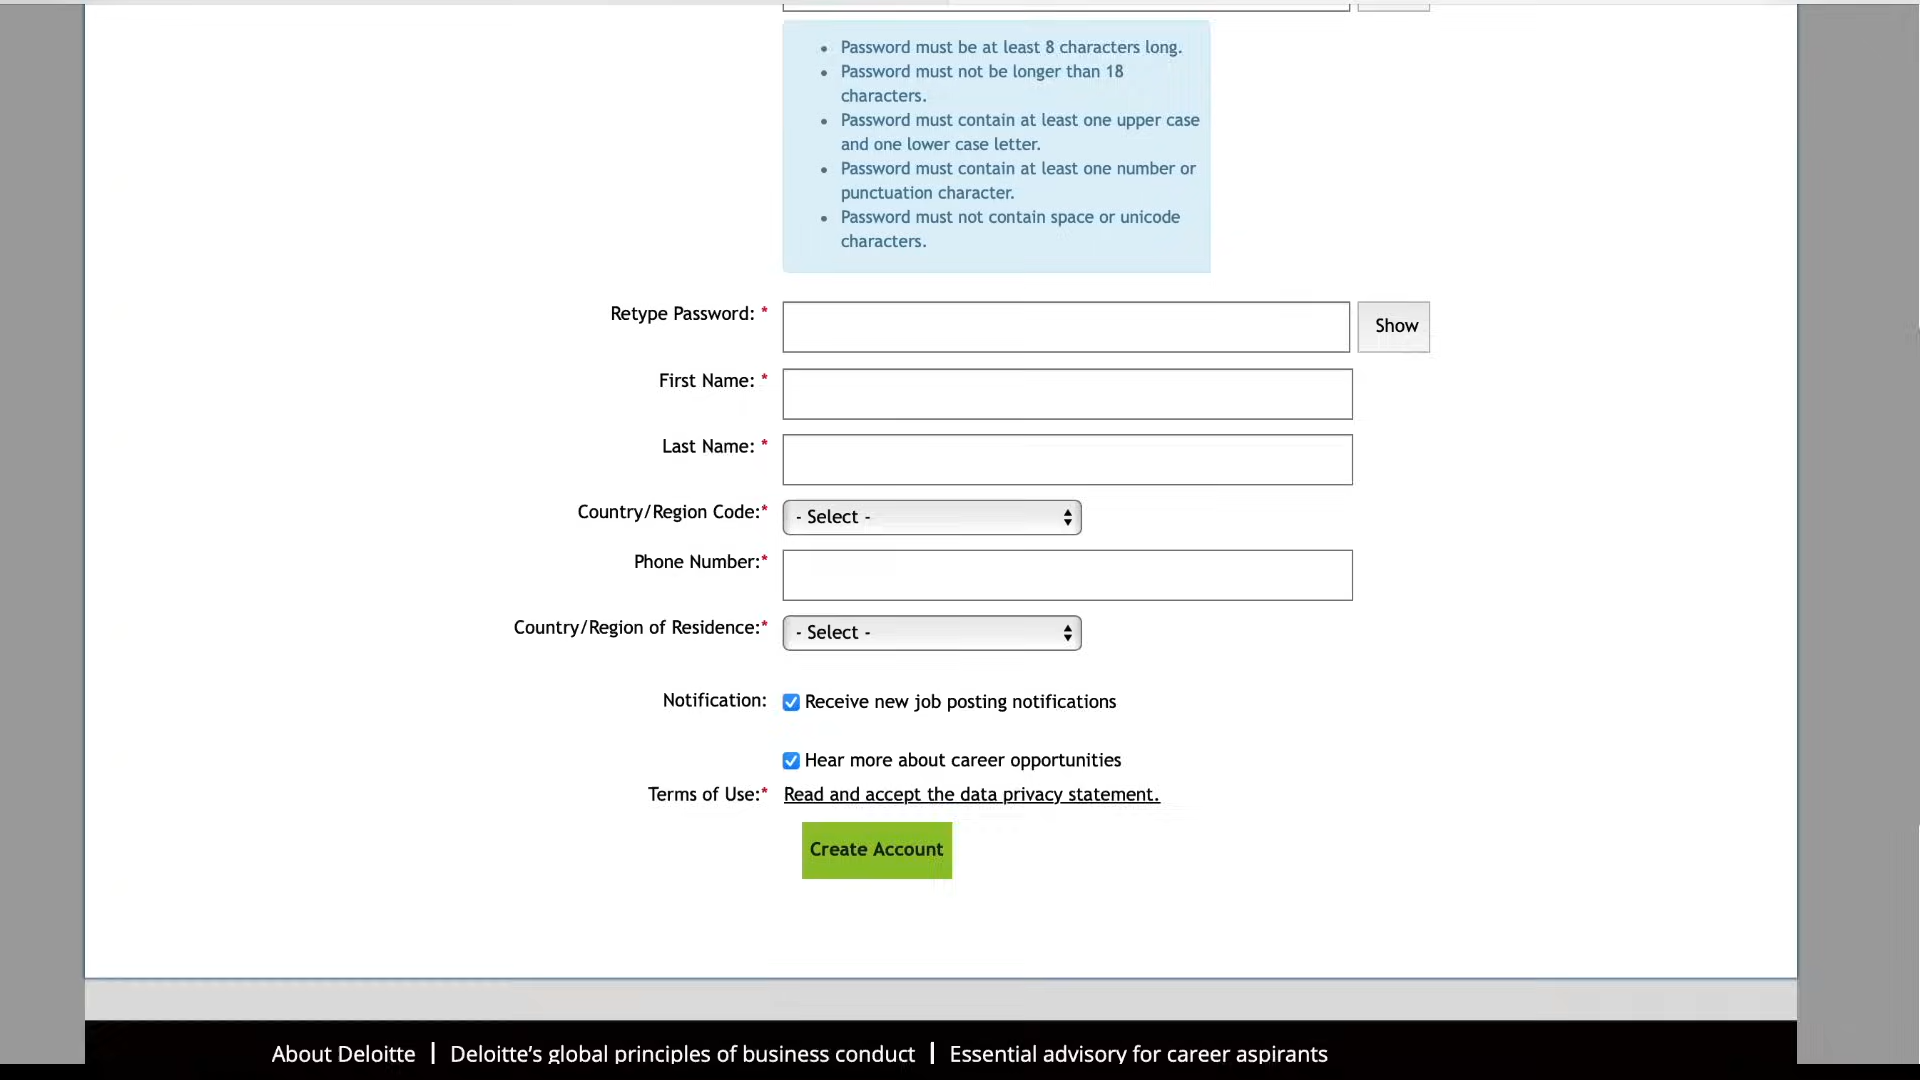 Password must be at least 8 characters long.
Password must not be longer than 18
characters.
Password must contain at least one upper case
and one lower case letter.
Password must contain at least one number or
punctuation character.
Password must not contain space or unicode
characters.
Retype Password: *
Show
First Name: *
Last Name: *
Country/Region Code:*
- Select -
Phone Number:*
Country/Region of Residence:*
- Select -
Notification:
Receive new job posting notifications
Hear more about career opportunities
Terms of Use:*
Read and accept the data privacy statement.
Create Account
About Deloitte | Deloitte's global principles of business conduct | Essential advisory for career aspirants